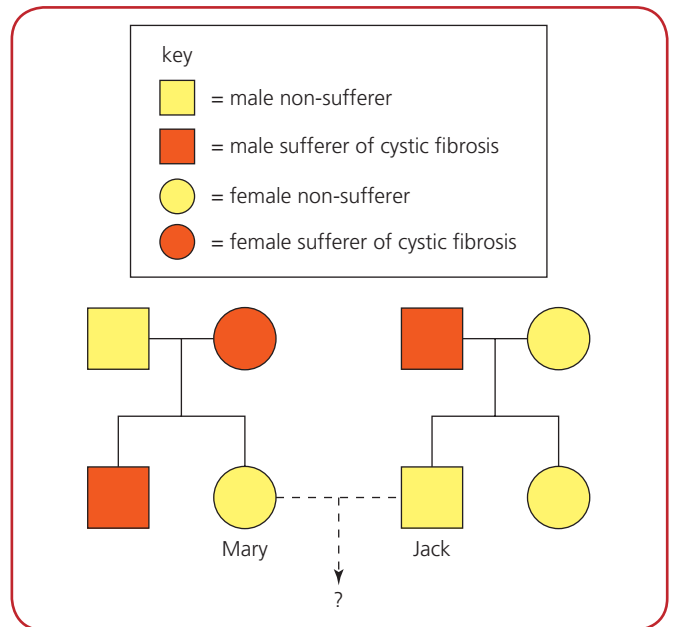 key
= male non-sufferer
= male sufferer of cystic fibrosis
= female non-sufferer
= female sufferer of cystic fibrosis
Mary
Jack
?